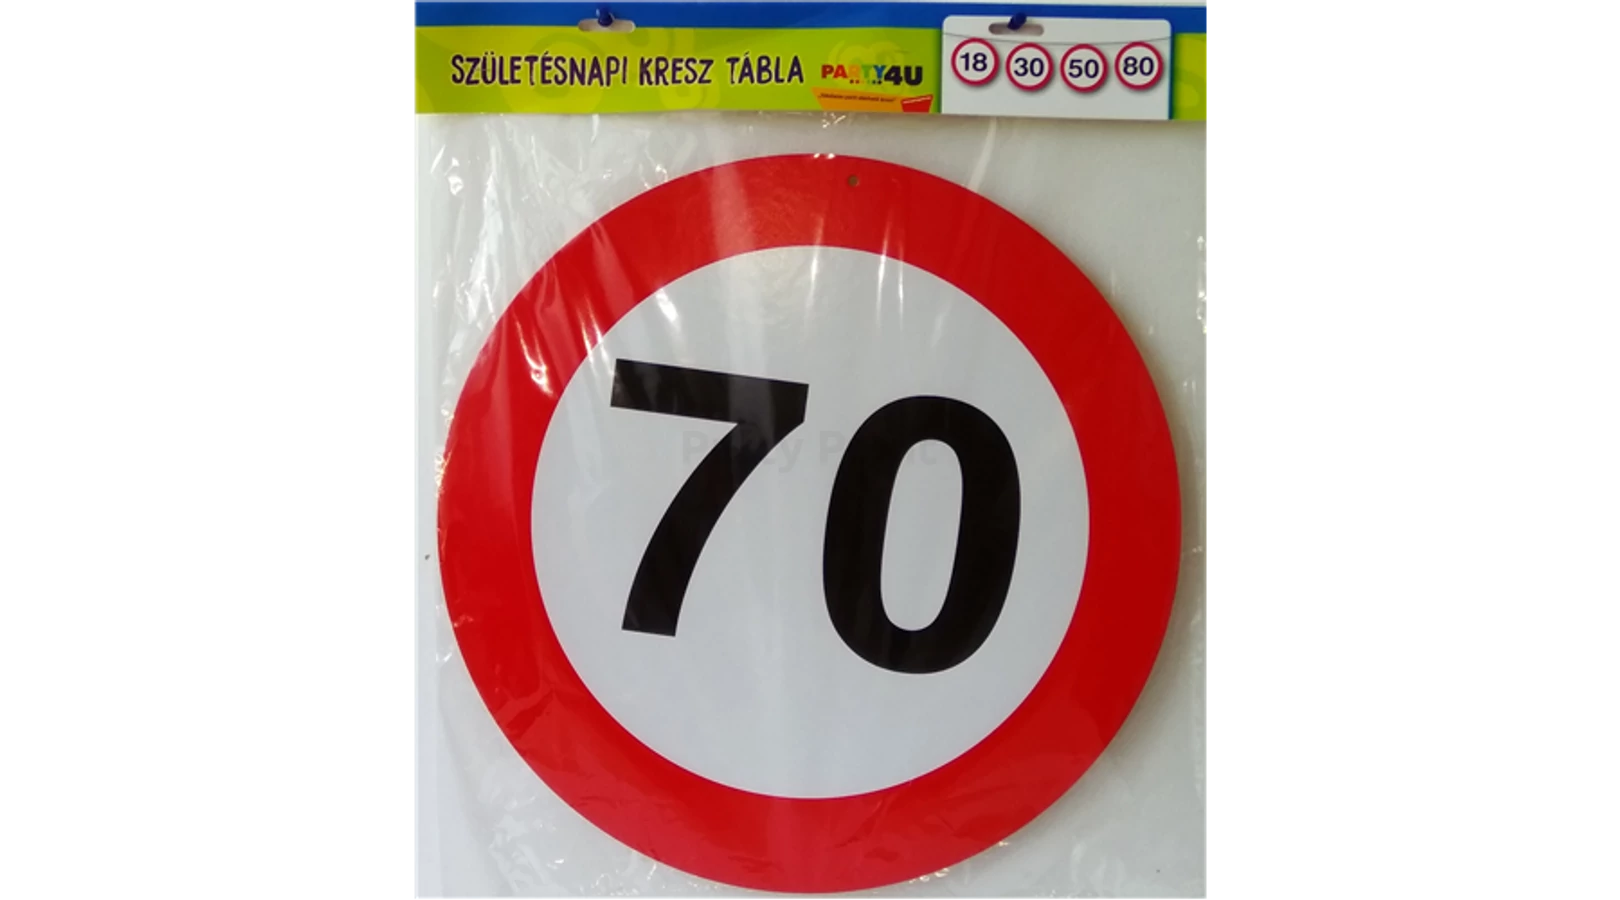 SZÜLETÉSNAPI KRESZ TÁBLA
PARTY4U
18 30 50 80
70